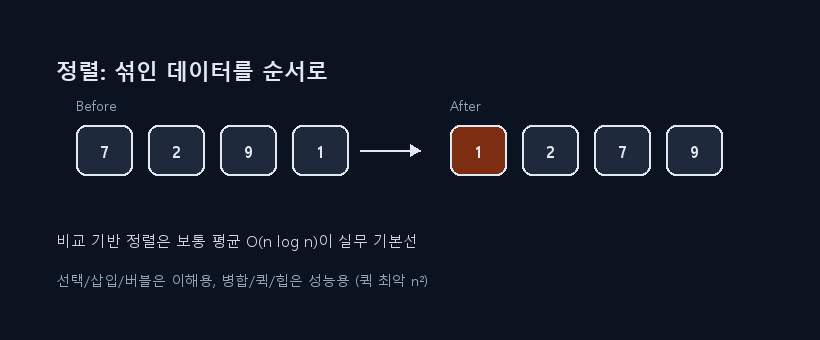 정렬: 섞인 데이터를 순서로
Before
After
7 2 9 1
1 2 7 9
비교 기반 정렬은 보통 평균 O(n log n)이 실무 기본선
선택/삽입/버블은 이해용, 병합/퀵/힙은 성능용 (퀵 최악 n²)